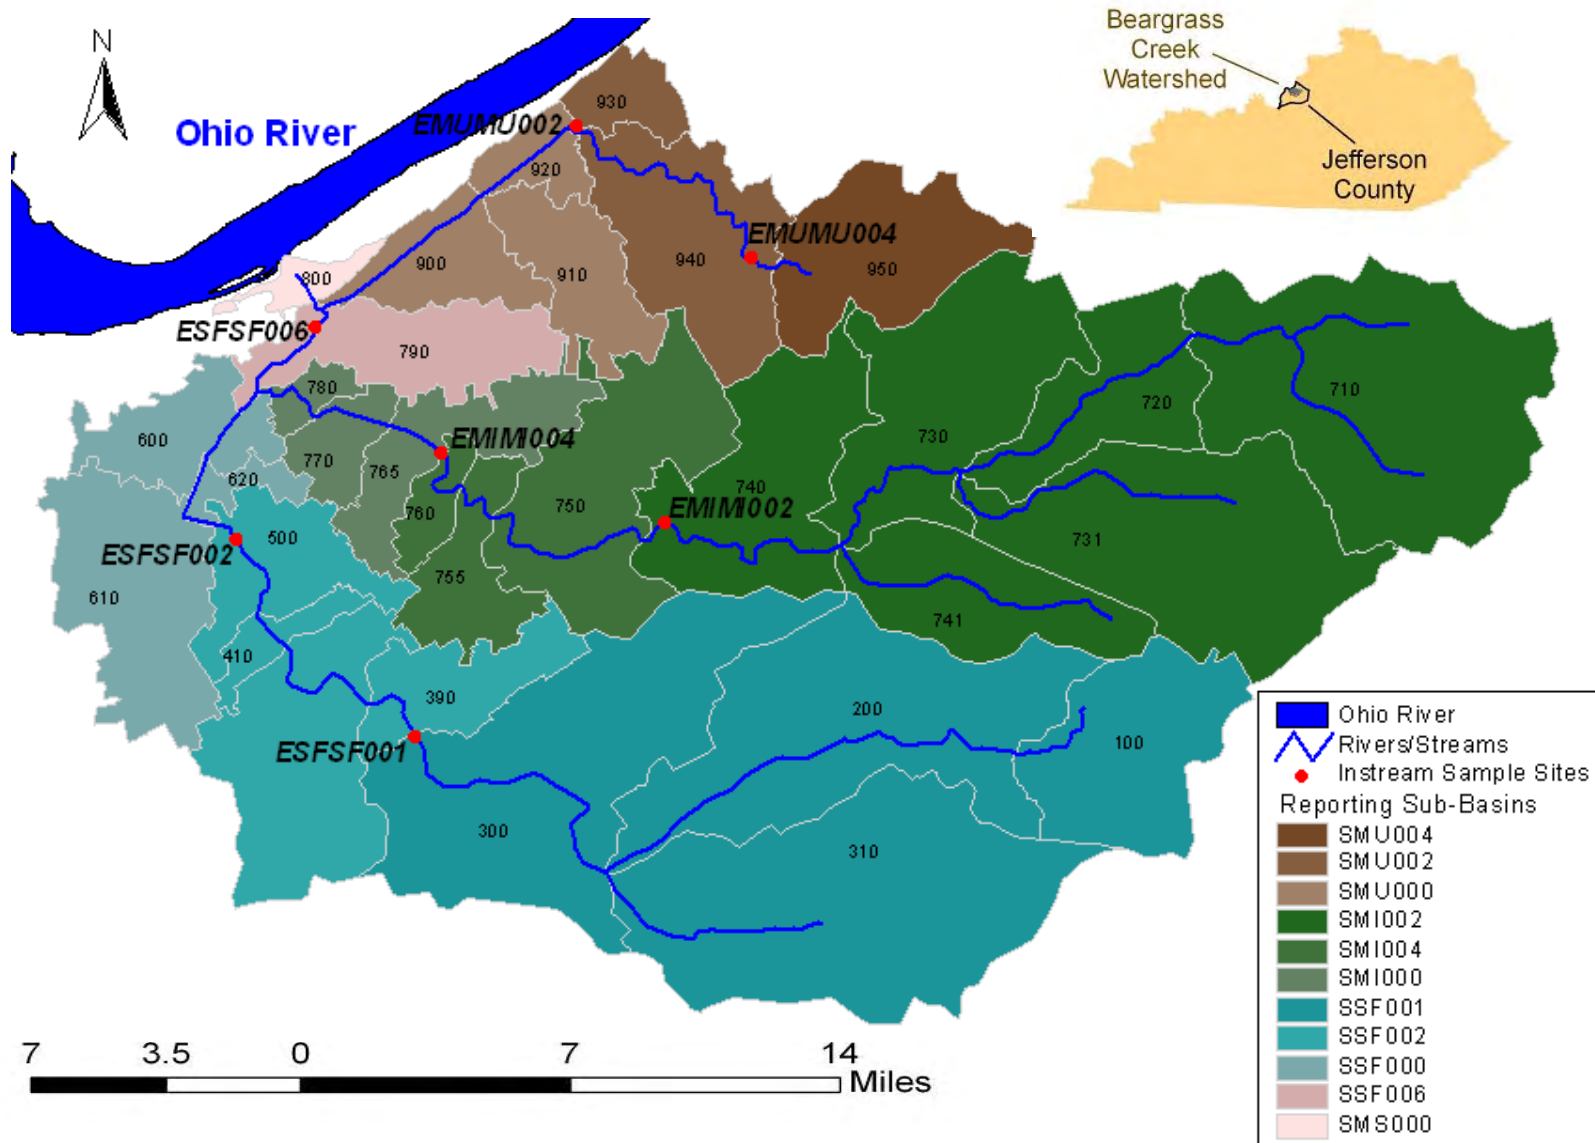 N
Ohio River
Beargrass
Creek
Watershed
Jefferson
County
930
EMUMU002
920
EMUMU004
900
910
940
950
800
ESFSF006
790
780
710
720
600
EMIMI004
730
770
765
620
740
750
760
EMIMI002
500
ESFSF002
731
755
610
741
410
390
200
100
ESFSF001
300
310
Ohio River
Rivers/Streams
Instream Sample Sites
Reporting Sub-Basins
SMU004
SMU002
SMU000
SMI002
SMI004
SMI000
SSF001
SSF002
SSF000
SSF006
SMS000
7 3.5 0 7 14
Miles